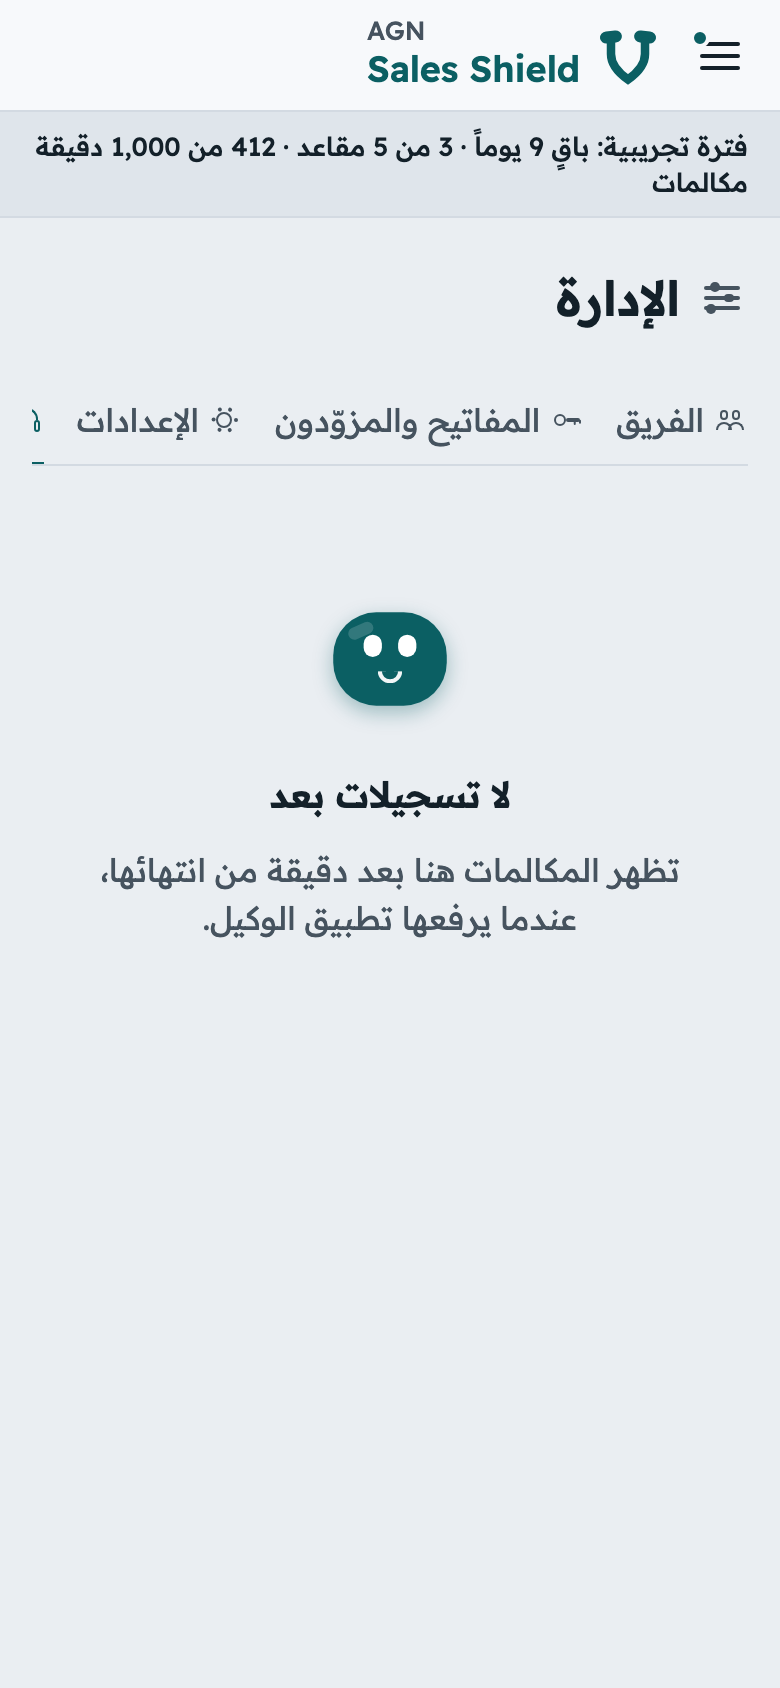 AGN
Sales Shield
فترة تجريبية: باقٍ 9 يوماً · 3 من 5 مقاعد · 412 من 1,000 دقيقة
مكالمات
الإدارة
الفريق المفاتيح والمزوّدون الإعدادات
لا تسجيلات بعد
تظهر المكالمات هنا بعد دقيقة من انتهائها،
عندما يرفعها تطبيق الوكيل.